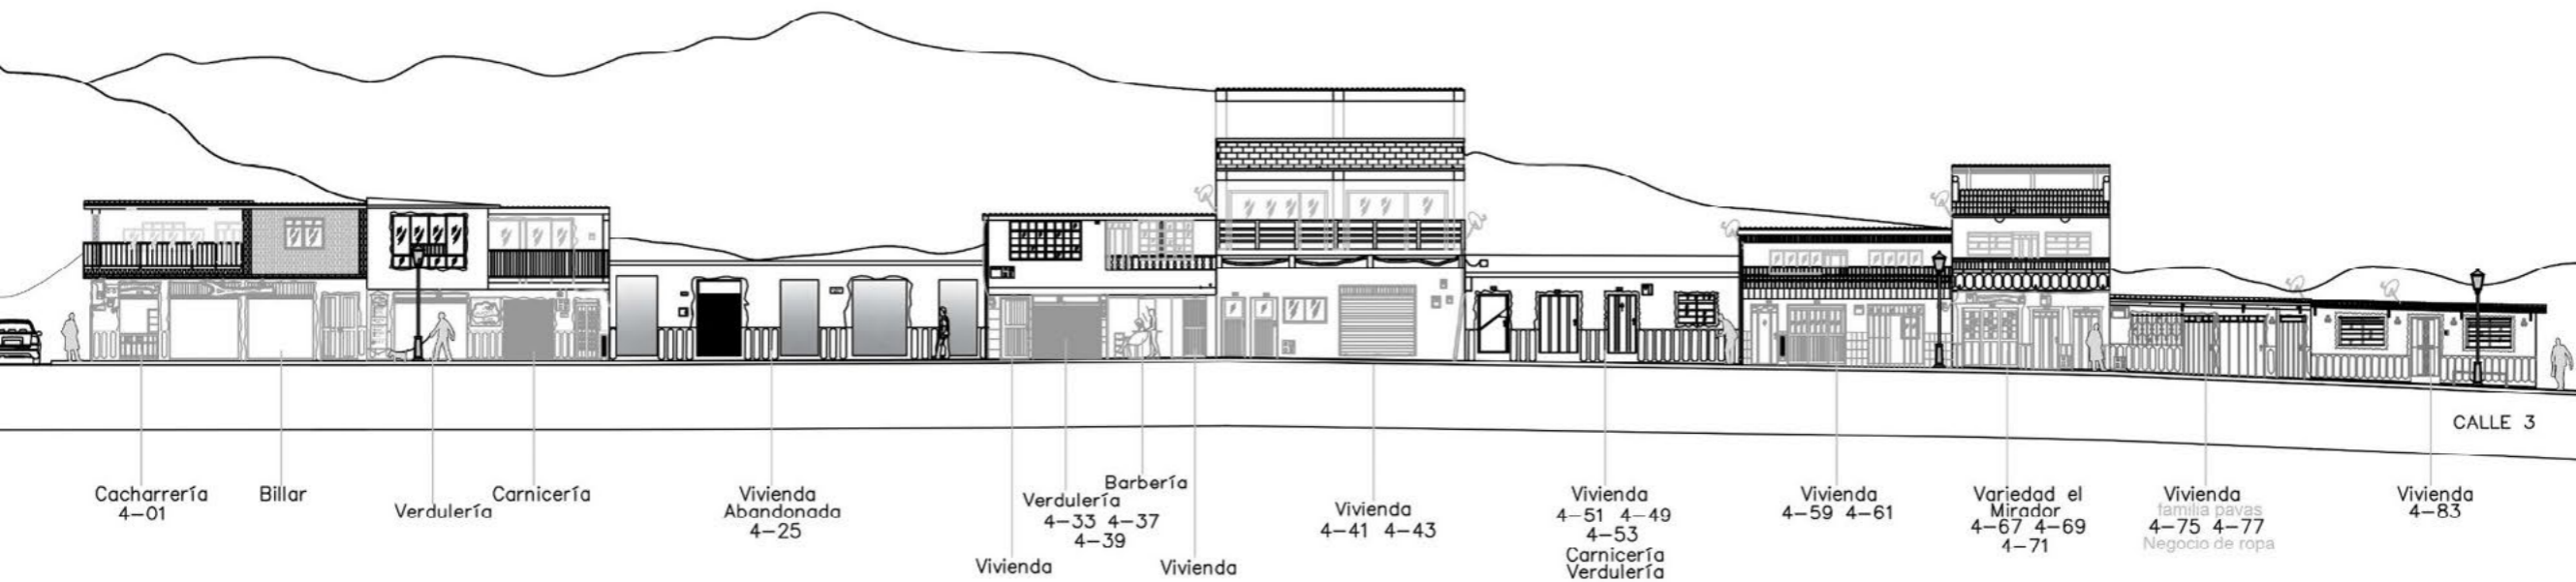 CALLE 3
Cacharrería
4-01
Billar
Verdulería
Carnicería
Vivienda
Abandonada
4-25
Vivienda
Verdulería
4-33 4-37
4-39
Barbería
Vivienda
Vivienda
4-41 4-43
Vivienda
4-51 4-49
4-53
Carnicería
Verdulería
Vivienda
4-59 4-61
Variedad el
Mirador
4-67 4-69
4-71
Vivienda
familia pavas
4-75 4-77
Negocio de ropa
Vivienda
4-83